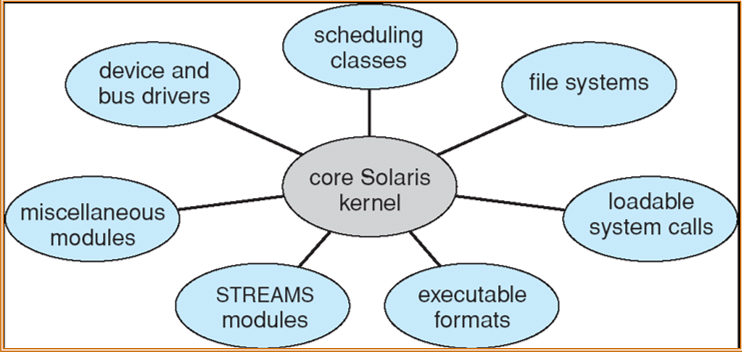 scheduling
classes
device and
bus drivers
file systems
core Solaris
kernel
miscellaneous
modules
loadable
system calls
STREAMS
modules
executable
formats